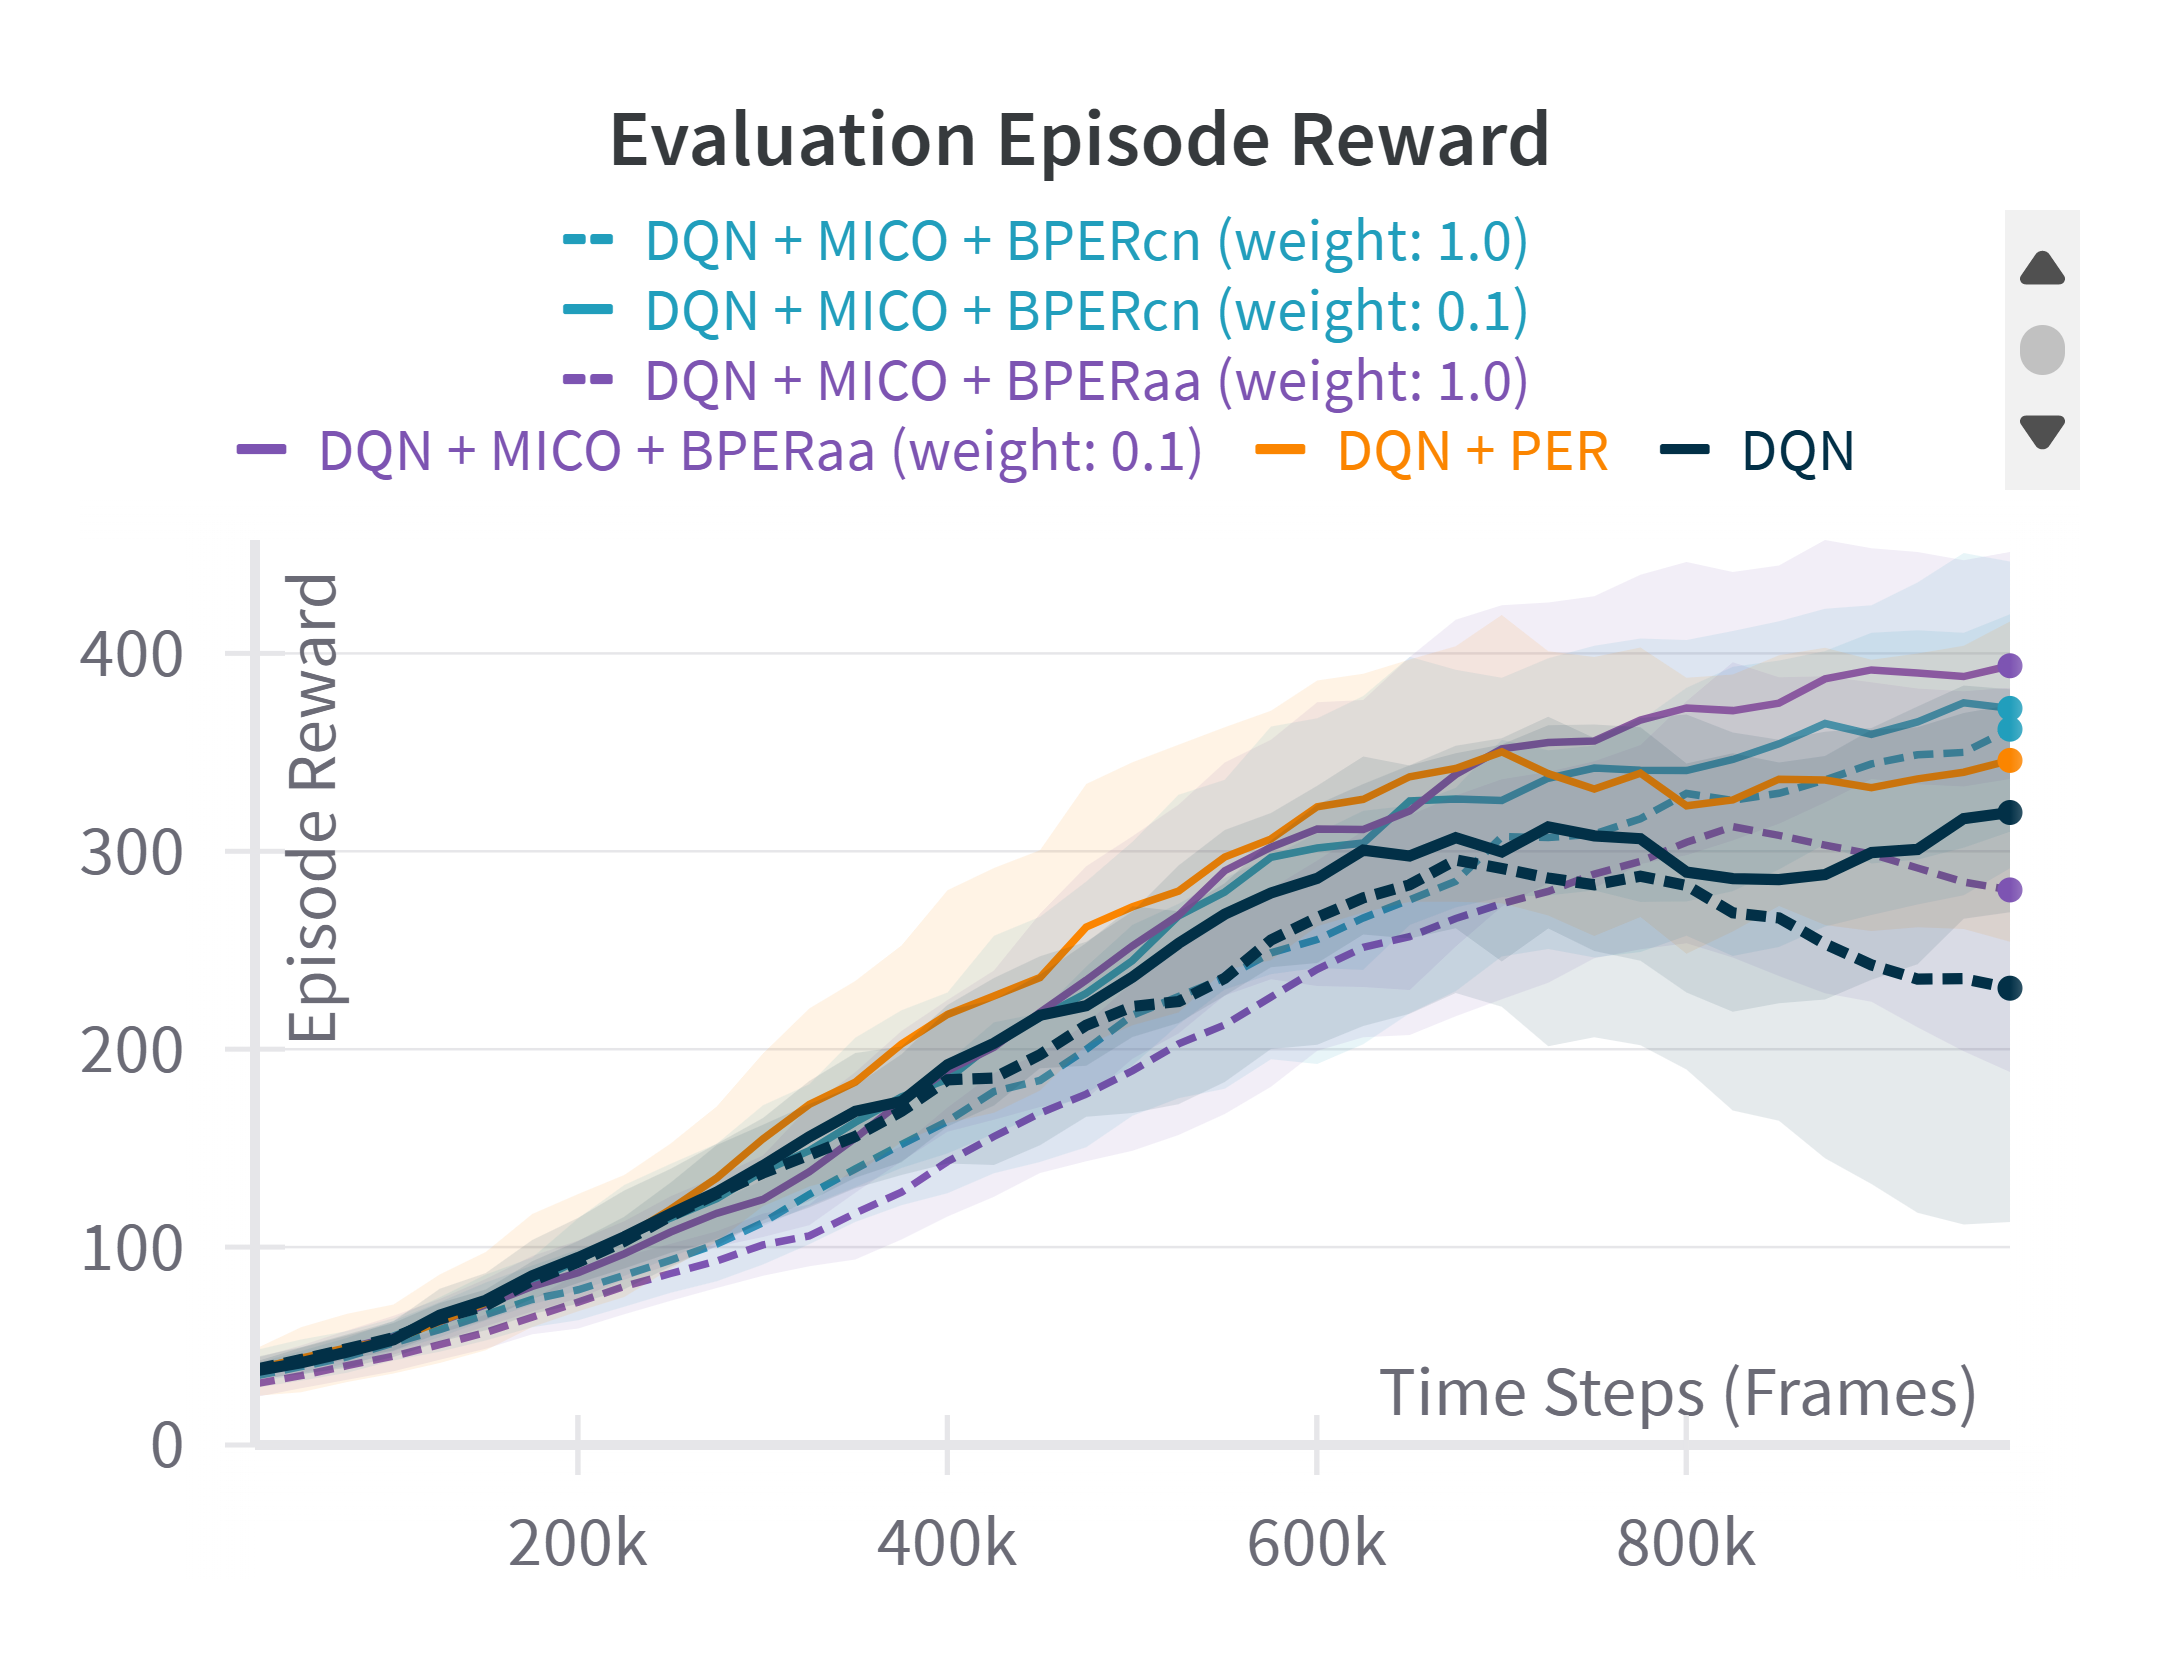 Evaluation Episode Reward
DQN + MICO + BPERcn (weight: 1.0)
DQN + MICO + BPERcn (weight: 0.1)
DQN + MICO + BPERaa (weight: 1.0)
DQN + MICO + BPERaa (weight: 0.1) DQN + PER DQN
Episode Reward
400
300
200
100
0
Time Steps (Frames)
200k 400k 600k 800k